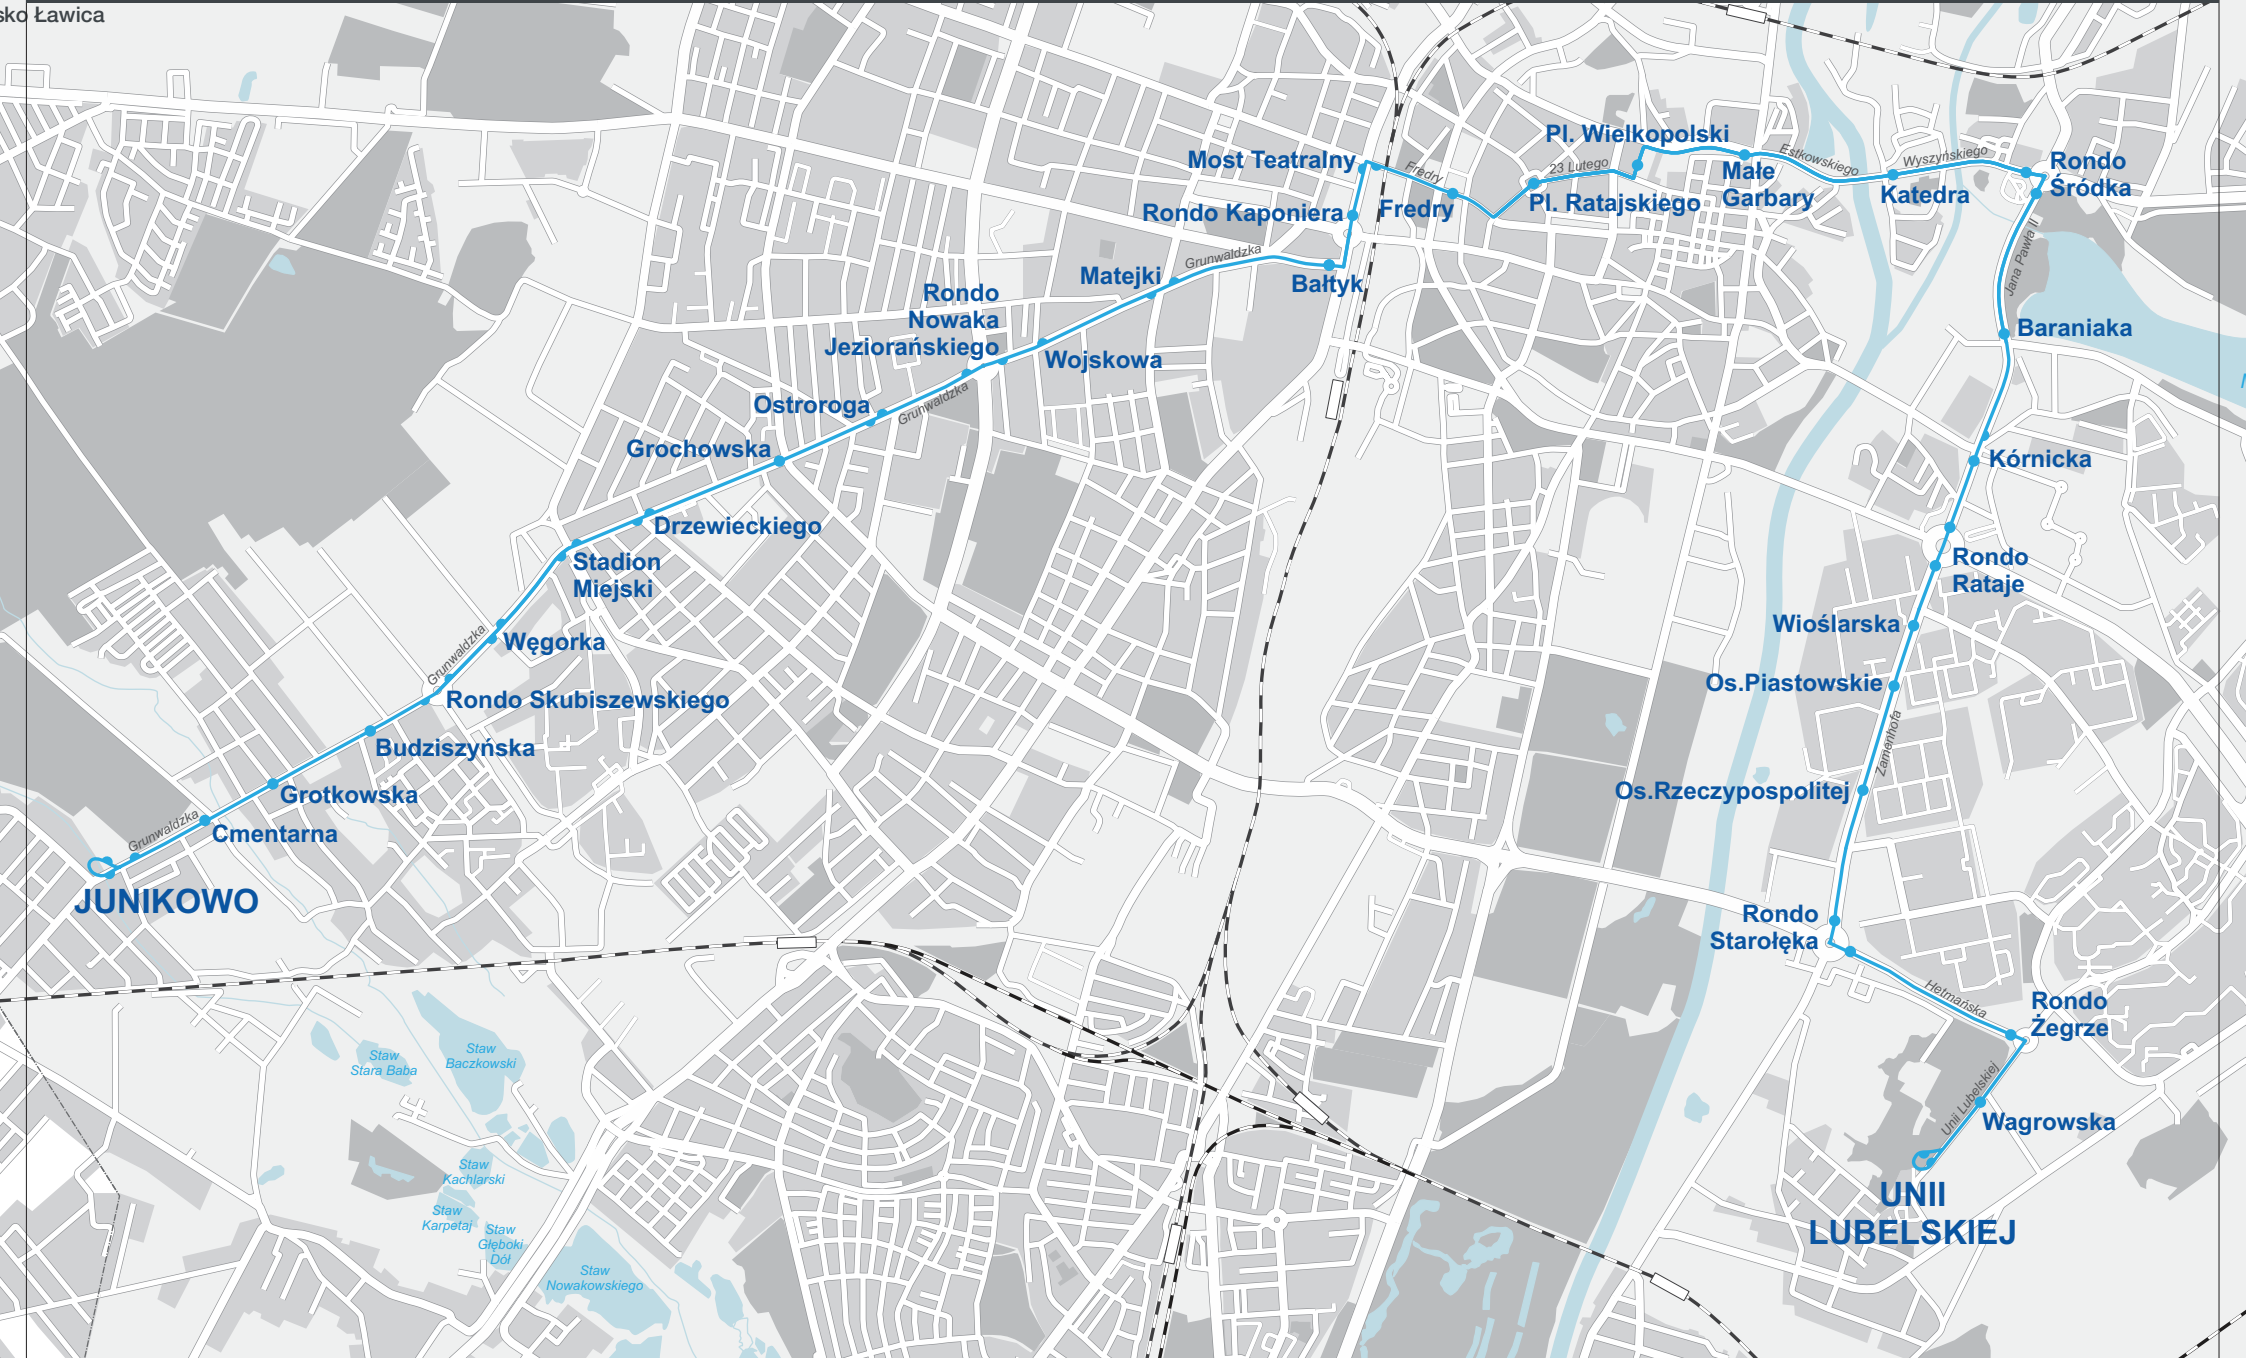 sko Ławica
Pl. Wielkopolski
Most Teatralny
Fredry
23 Lutego
Estkowskiego
Wyszyńskiego
Rondo
Śródka
Małe
Garbary
Katedra
Rondo Kaponiera
Fredry
Pl. Ratajskiego
Jana Pawła II
Grunwaldzka
Matejki
Bałtyk
Rondo
Nowaka
Jeziorańskiego
Wojskowa
Baraniaka
Ostroroga
Grunwaldzka
Grochowska
Kórnicka
Drzewieckiego
Stadion
Miejski
Rondo
Rataje
Wioślarska
Węgorka
Grunwaldzka
Os.Piastowskie
Rondo Skubiszewskiego
Budziszyńska
Zamenhofa
Os.Rzeczypospolitej
Grotkowska
Grunwaldzka
Cmentarna
JUNIKOWO
Rondo
Starołęka
Hetmańska
Rondo
Żegrze
Staw
Stara Baba
Staw
Baczkowski
Unii Lubelskiej
Wagrowska
Staw
Kachlarski
Staw
Karpetaj
Staw
Głęboki
Dół
UNII
LUBELSKIEJ
Staw
Nowakowskiego